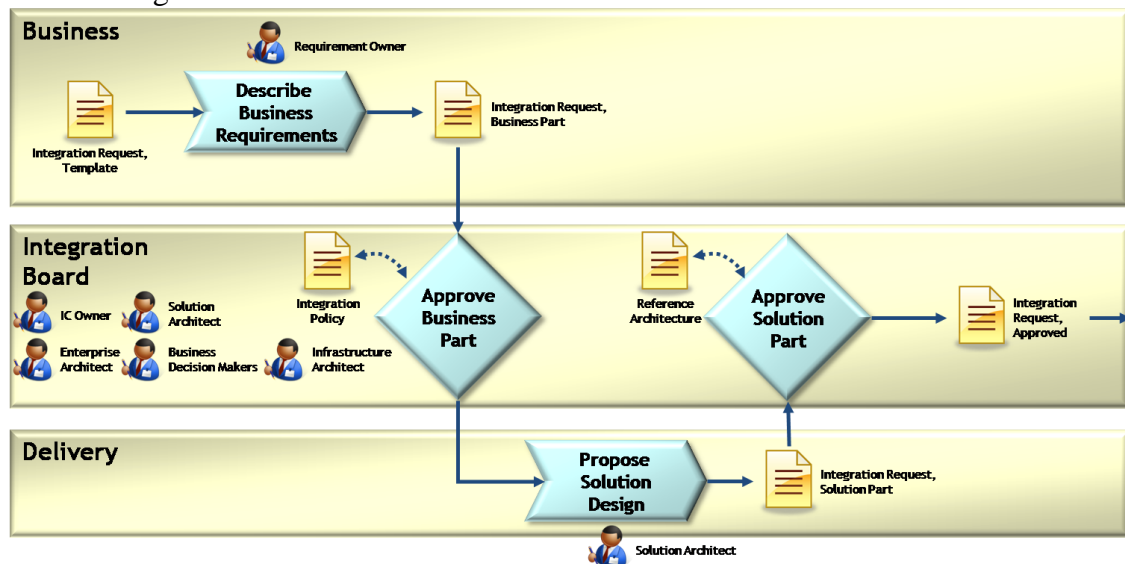 Business
Requirement Owner
Describe
Business
Requirements
Integration Request,
Template
Integration Request,
Business Part
Integration
Board
IC Owner
Solution
Architect
Enterprise
Architect
Business
Decision Makers
Infrastructure
Architect
Integration
Policy
Approve
Business
Part
Reference
Architecture
Approve
Solution
Part
Integration
Request,
Approved
Delivery
Propose
Solution
Design
Integration Request,
Solution Part
Solution Architect